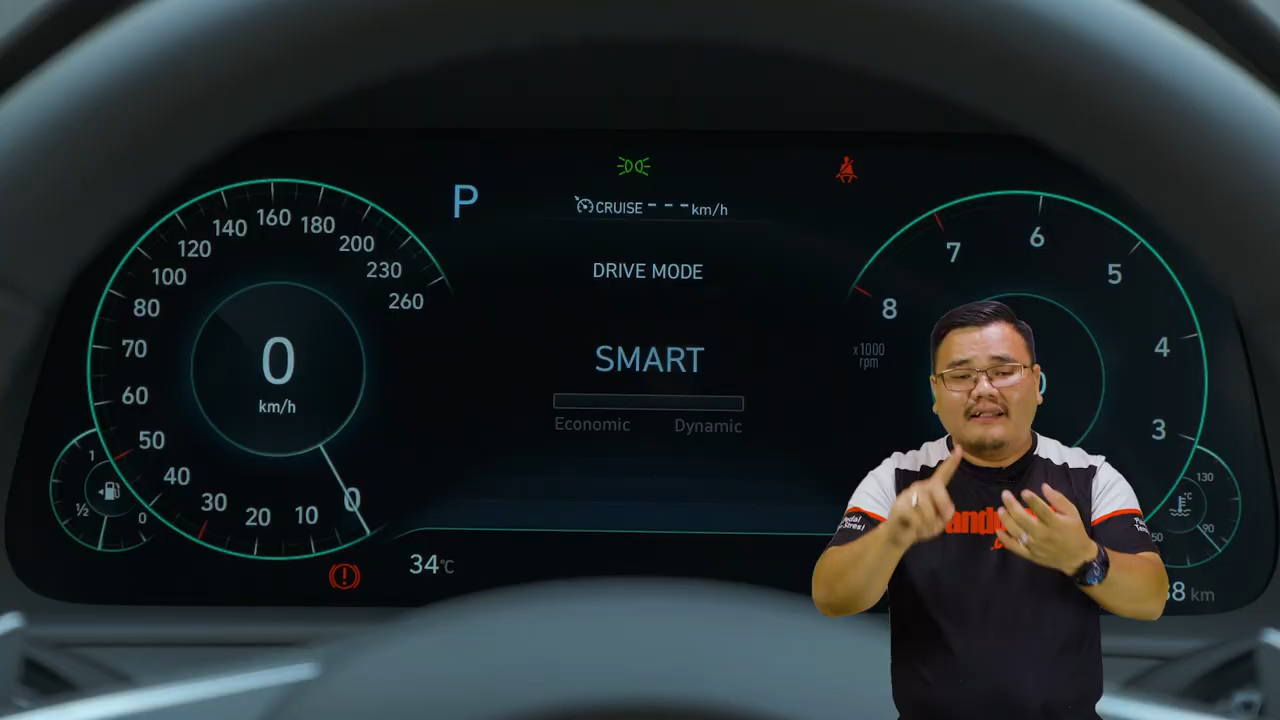 P
CRUISE --- km/h
DRIVE MODE
SMART
Economic Dynamic
0
10
20
30
40
50
60
70
80
100
120
140
160
180
200
230
260
0
km/h
1
½
0
34°C
8
7
6
5
4
3
x1000
rpm
130
90
50
°C
km